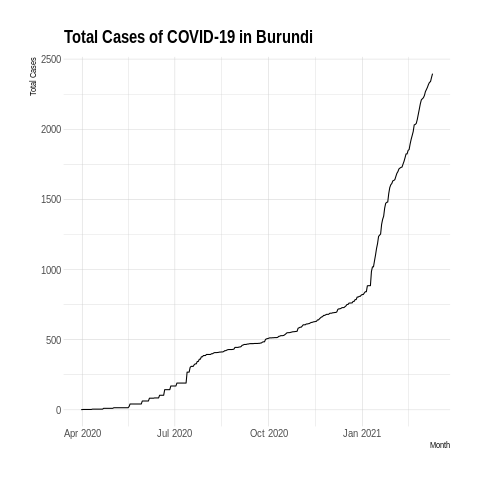 Total Cases of COVID-19 in Burundi
Total Cases
2500
2000
1500
1000
500
0
Apr 2020
Jul 2020
Oct 2020
Jan 2021
Month